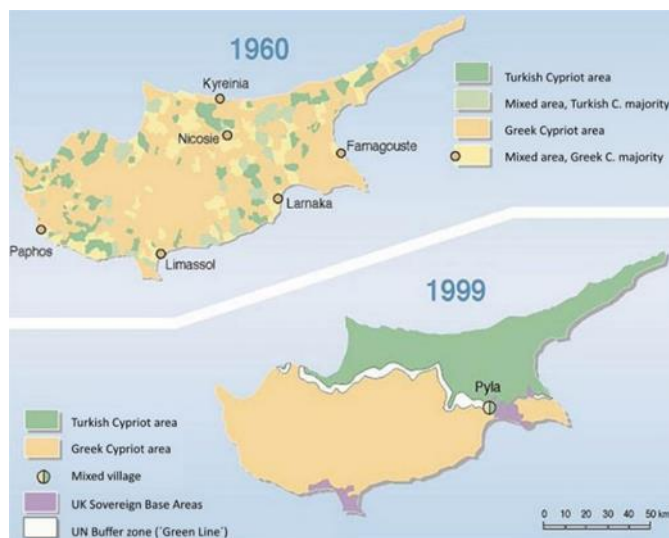 1960
Kyreinia
Nicosie
Famagouste
Larnaka
Paphos
Limassol
Turkish Cypriot area
Mixed area, Turkish C. majority
Greek Cypriot area
Mixed area, Greek C. majority
1999
Pyla
Turkish Cypriot area
Greek Cypriot area
Mixed village
UK Sovereign Base Areas
UN Buffer zone (´Green Line´)
0 10 20 30 40 50 km